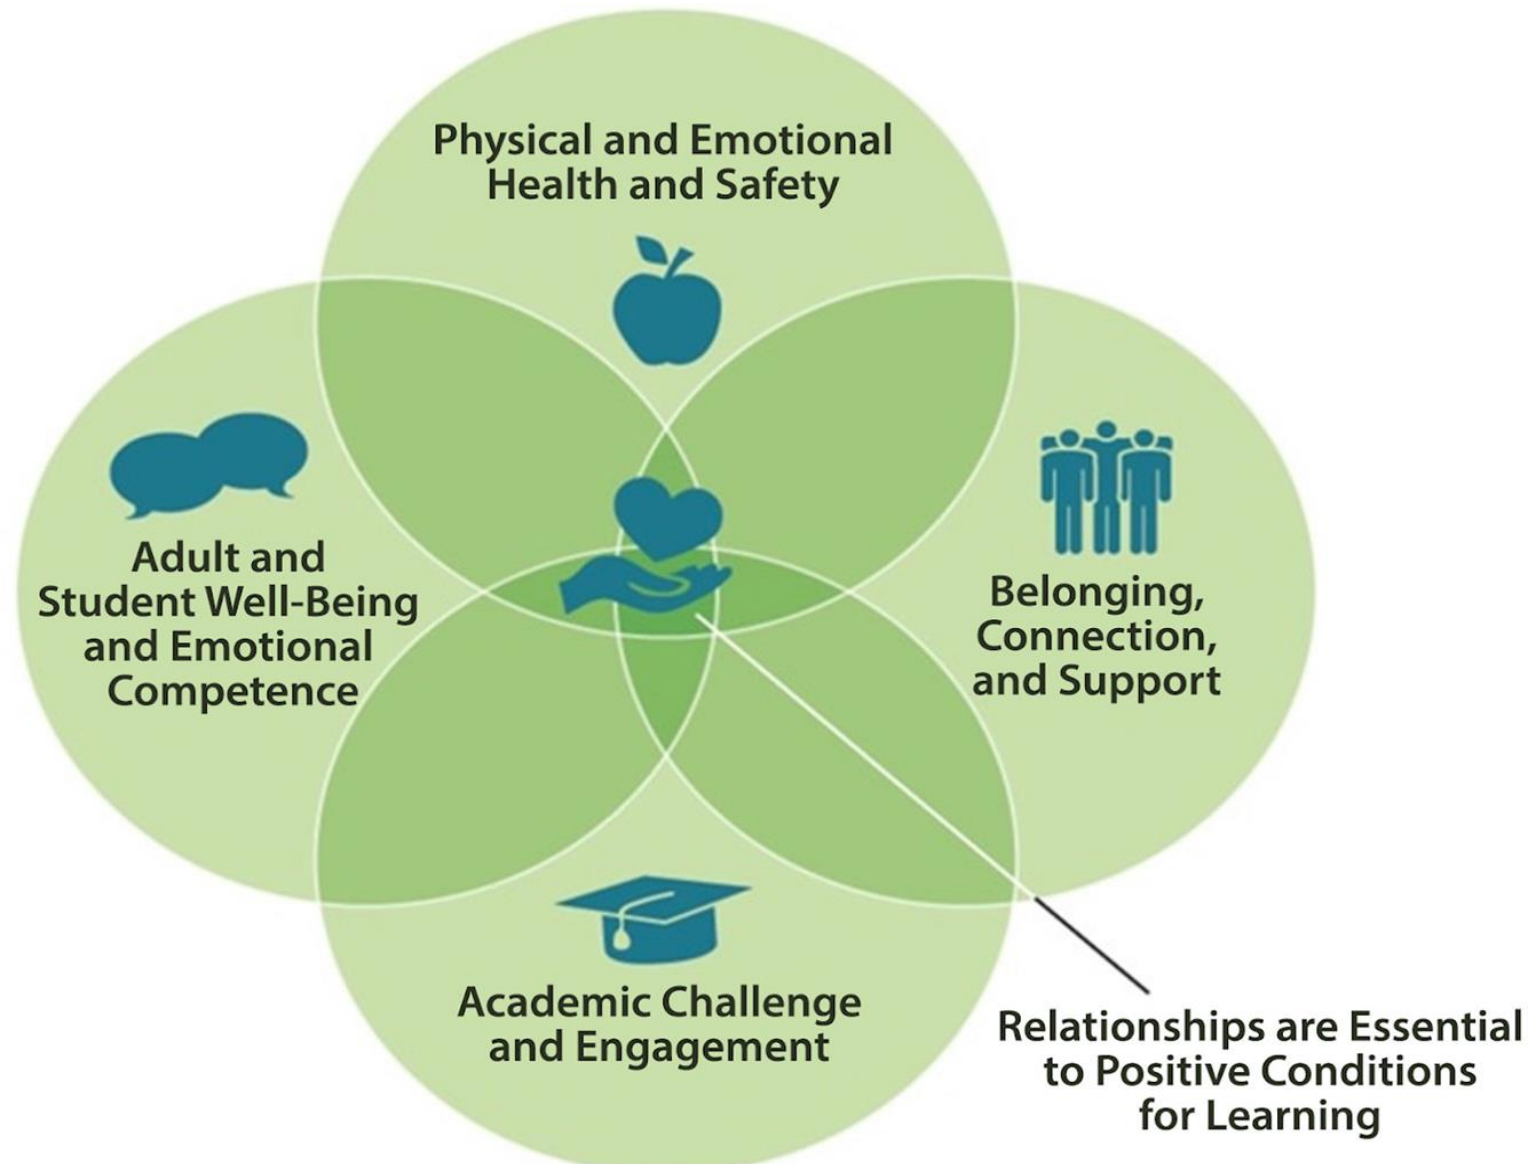 Physical and Emotional
Health and Safety
Adult and
Student Well-Being
and Emotional
Competence
Belonging,
Connection,
and Support
Academic Challenge
and Engagement
Relationships are Essential
to Positive Conditions
for Learning